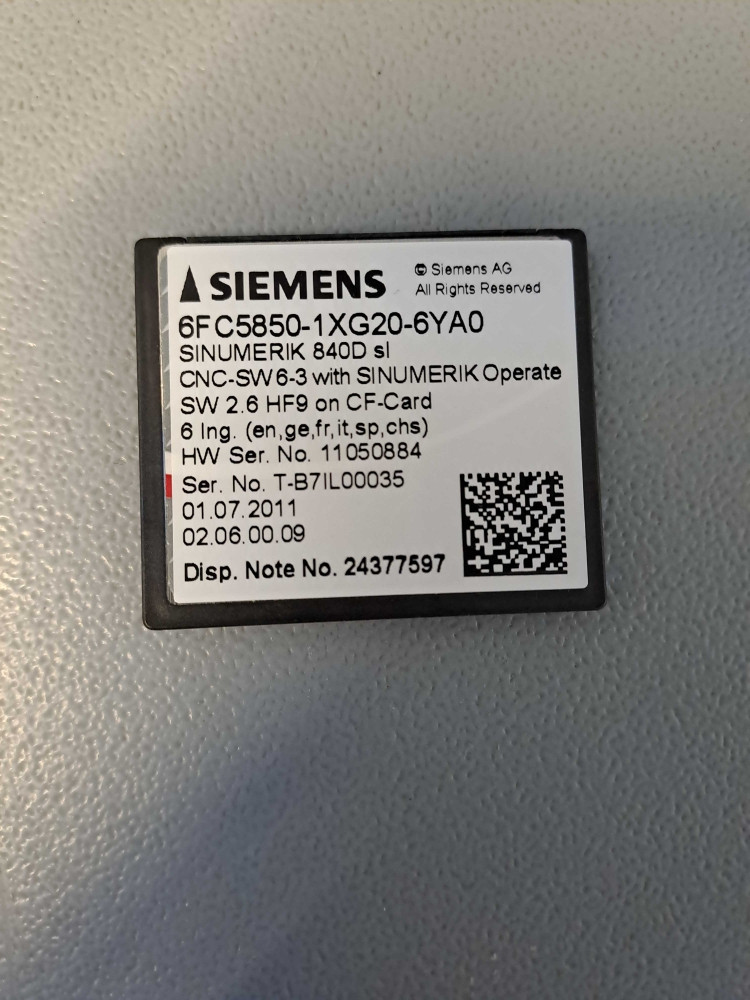 SIEMENS
© Siemens AG
All Rights Reserved
6FC5850-1XG20-6YA0
SINUMERIK 840D sl
CNC-SW 6-3 with SINUMERIK Operate
SW 2.6 HF9 on CF-Card
6 lng. (en,ge,fr,it,sp,chs)
HW Ser. No. 11050884
Ser. No. T-B7IL00035
01.07.2011
02.06.00.09
Disp. Note No. 24377597